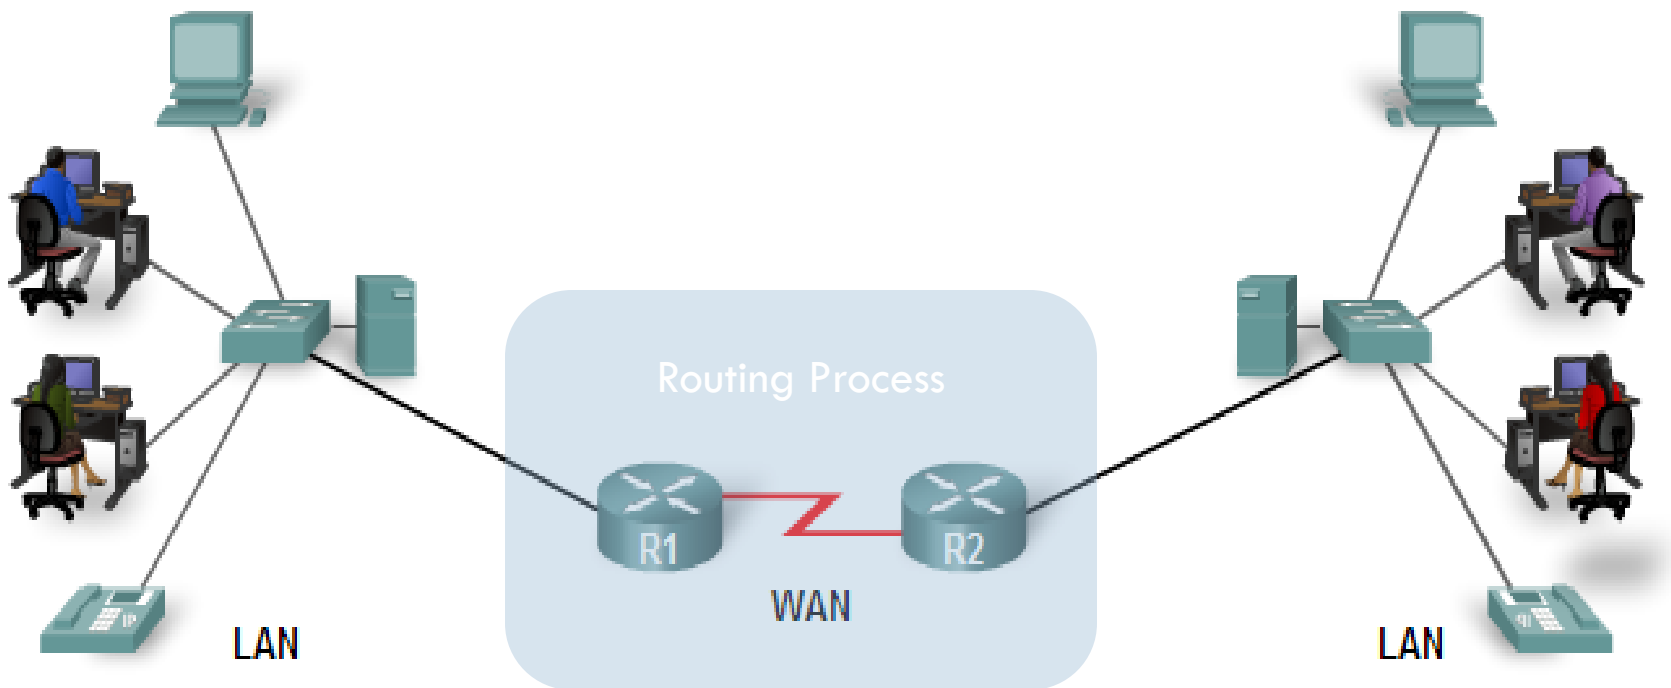 Routing Process
R1
R2
WAN
LAN
LAN